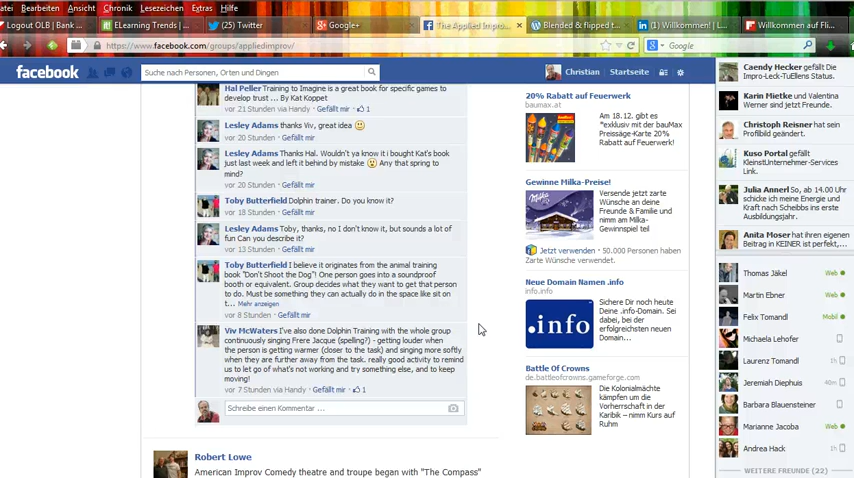 atei Bearbeiten Ansicht Chronik Lesezeichen Extras Hilfe
Logout OLB | ENTER
ELearning Trends | ...
(25) Twitter
Google+
The Applied Impro...
Blended & flipped t...
(1) Willkommen! | L...
Willkommen auf Flip...
https://www.facebook.com/groups/appliedimprov/
Google
facebook
Suche nach Personen, Orten und Dingen
Christian
Startseite
Hal Peller Training to Imagine is a great book for specific games to
develop trust ... By Kat Koppet
vor 21 Stunden via Handy · Gefällt mir · 1
Lesley Adams thanks Viv, great idea
vor 20 Stunden · Gefällt mir
Lesley Adams Thanks Hal. Wouldn't ya know it i bought Kat's book
just last week and left it behind by mistake Any that spring to
mind?
vor 20 Stunden · Gefällt mir
Toby Butterfield Dolphin trainer. Do you know it?
vor 18 Stunden · Gefällt mir
Lesley Adams Toby, thanks, no I don't know it, but sounds a lot of
fun Can you describe it?
vor 13 Stunden · Gefällt mir
Toby Butterfield I believe it originates from the animal training
book "Don't Shoot the Dog"! One person goes into a soundproof
booth or equivalent. Group decides what they want to get that person
to do. Must be something they can actually do in the space like sit on
t... Mehr anzeigen
vor 8 Stunden · Gefällt mir
Viv McWaters I've also done Dolphin Training with the whole group
continuously singing Frere Jacque (spelling?) - getting louder when
the person is getting warmer (closer to the task) and singing more softly
when they are further away from the task. really good activity to remind
us to let go of what's not working and try something else, and to keep
moving!
vor 7 Stunden via Handy · Gefällt mir · 1
Schreibe einen Kommentar ...
Robert Lowe
American Improv Comedy theatre and troupe began with "The Compass"
20% Rabatt auf Feuerwerk
baumax.at
Am 18.12. gibt es
*exklusiv mit der bauMax
Preissäge-Karte 20%
Rabatt auf Feuerwerk!
Gewinne Milka-Preise!
Milka
Versende jetzt zarte
Wünsche an deine
Freunde & Familie und
nimm am Milka-
Gewinnspiel teil
Jetzt verwenden · 50.000 Personen haben
Zarte Wünsche verwendet.
Neue Domain Namen .info
info.info
.info
Sichere Dir noch heute
Deine .info-Domain. Sei
dabei, bei der
erfolgreichsten neuen
Domain...
Battle Of Crowns
de.battleofcrowns.gameforge.com
Die Kolonialmächte
kämpfen um die
Vorherrschaft in der
Karibik – nimm Kurs auf
Ruhm
Caendy Hecker gefällt Die
Impro-Leck-TuEllens Status.
Karin Mietke und Valentina
Werner sind jetzt Freunde.
Christoph Reisner hat sein
Profilbild geändert.
Kuso Portal gefällt
KleinstUnternehmer-Services
Link.
Julia Annerl So, ab 14.00 Uhr
schicke ich meine Energie und
Kraft nach Scheibbs ins erste
Ausbildungsjahr.
Anita Moser hat ihren eigenen
Beitrag in KEINER ist perfekt,...
Thomas Jäkel Web
Martin Ebner Web
Felix Tomandl Mobil
Michaela Lehofer
Laurenz Tomandl 1h
Jeremiah Diephuis 40m
Barbara Blauensteiner
Marianne Jacoba Web
Andrea Hack 1h
WEITERE FREUNDE (22)